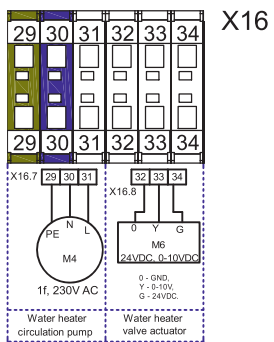 X16
29 30 31 32 33 34
29 30 31 32 33 34
X16.7 29 30 31
X16.8 32 33 34
PE N L
M4
1f, 230V AC
0 Y G
M6
24VDC, 0-10VDC
0 - GND,
Y - 0-10V,
G - 24VDC.
Water heater
circulation pump
Water heater
valve actuator